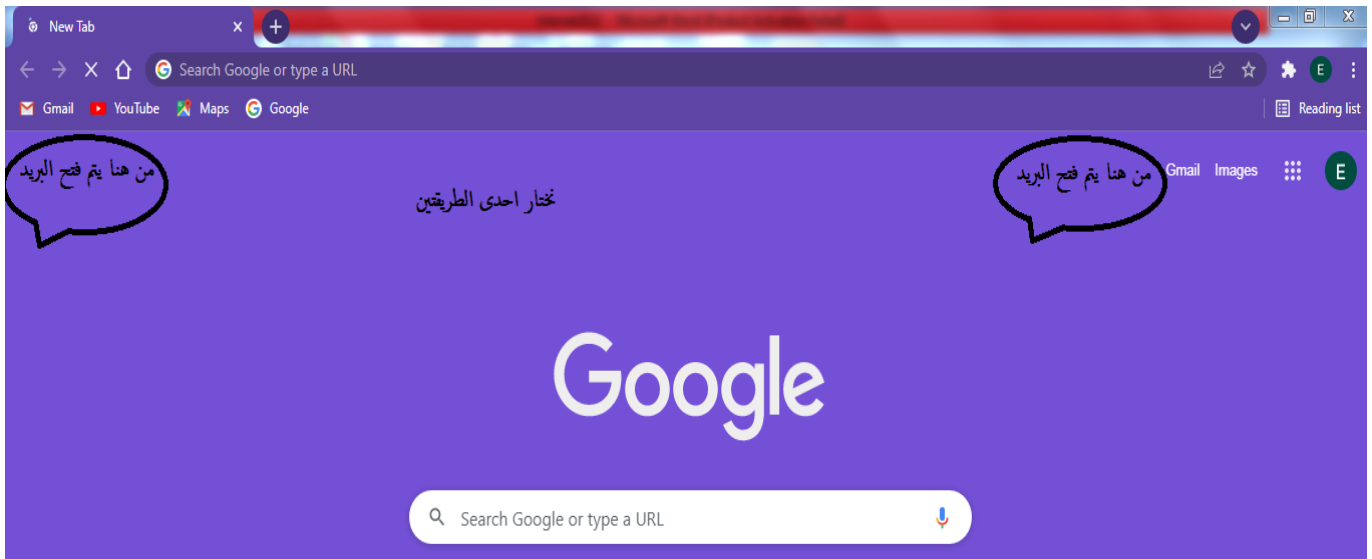 New Tab
Search Google or type a URL
E
Gmail YouTube Maps Google
Reading list
من هنا يتم فتح البريد
نختار احدى الطريقتين
من هنا يتم فتح البريد
Gmail Images
E
Google
Search Google or type a URL